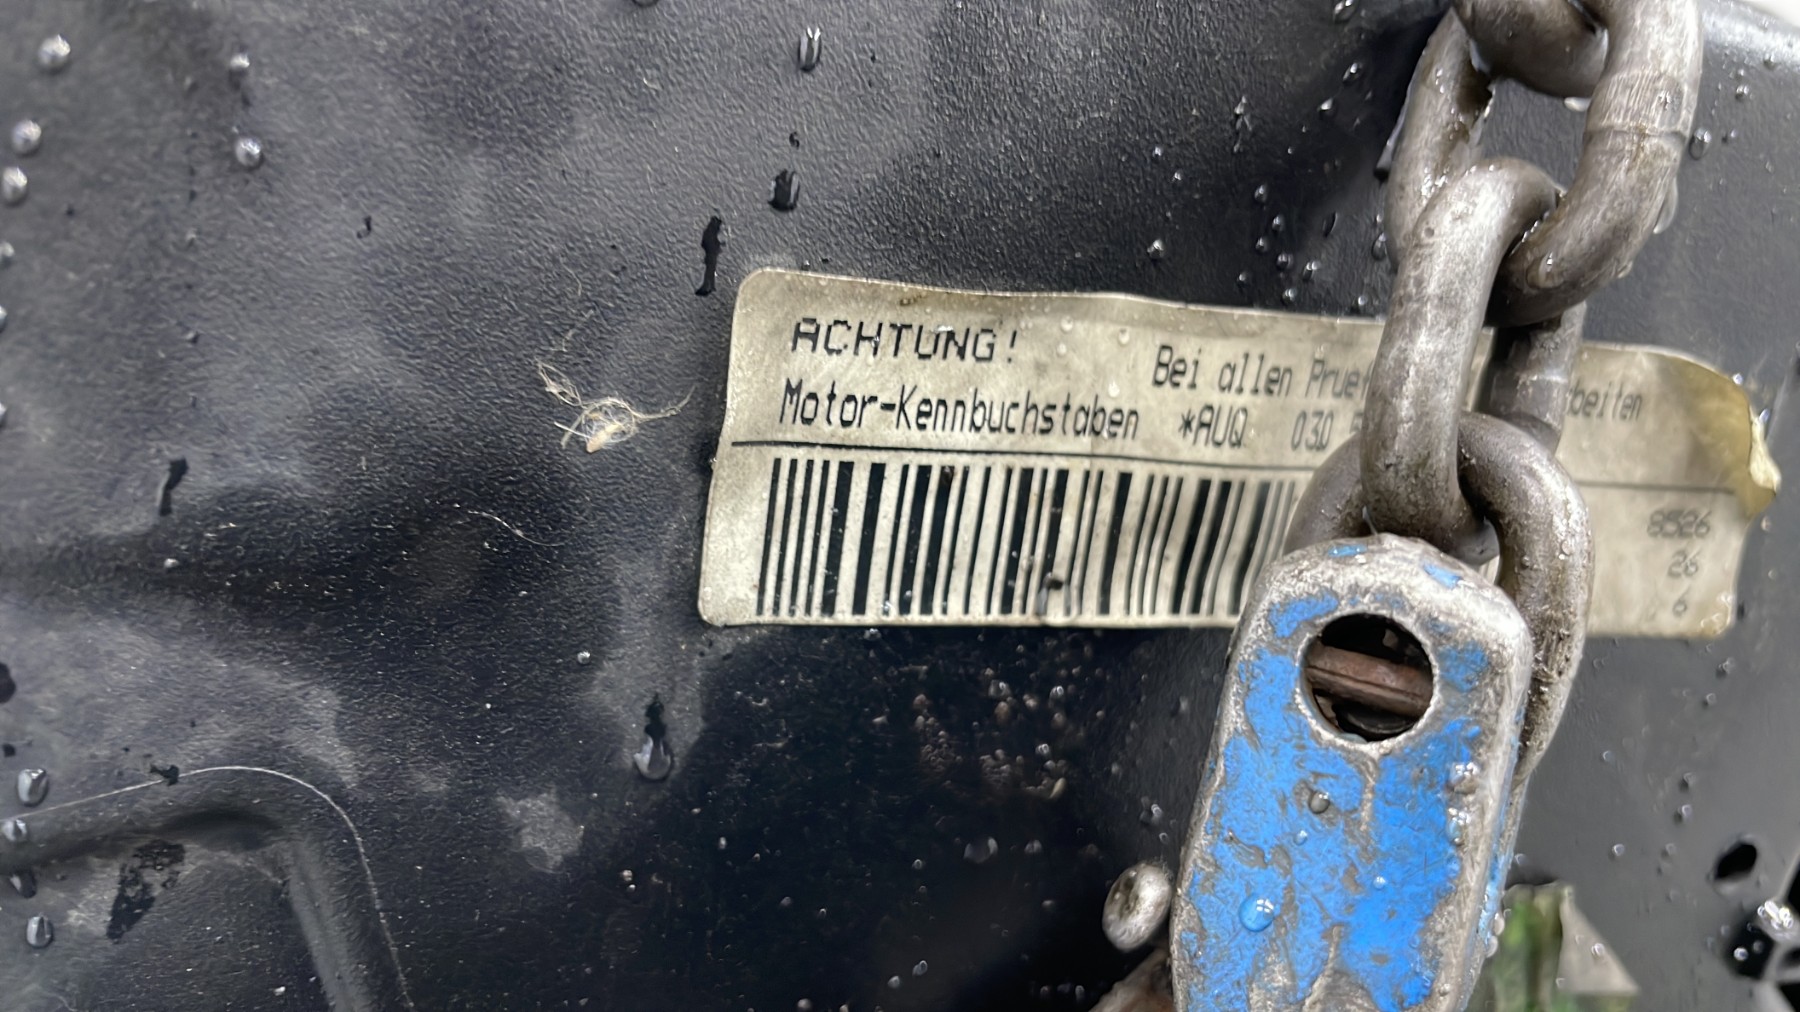 ACHTUNG!
Bei allen
Motor-Kennbuchstaben *AUQ 030
8526
26
6